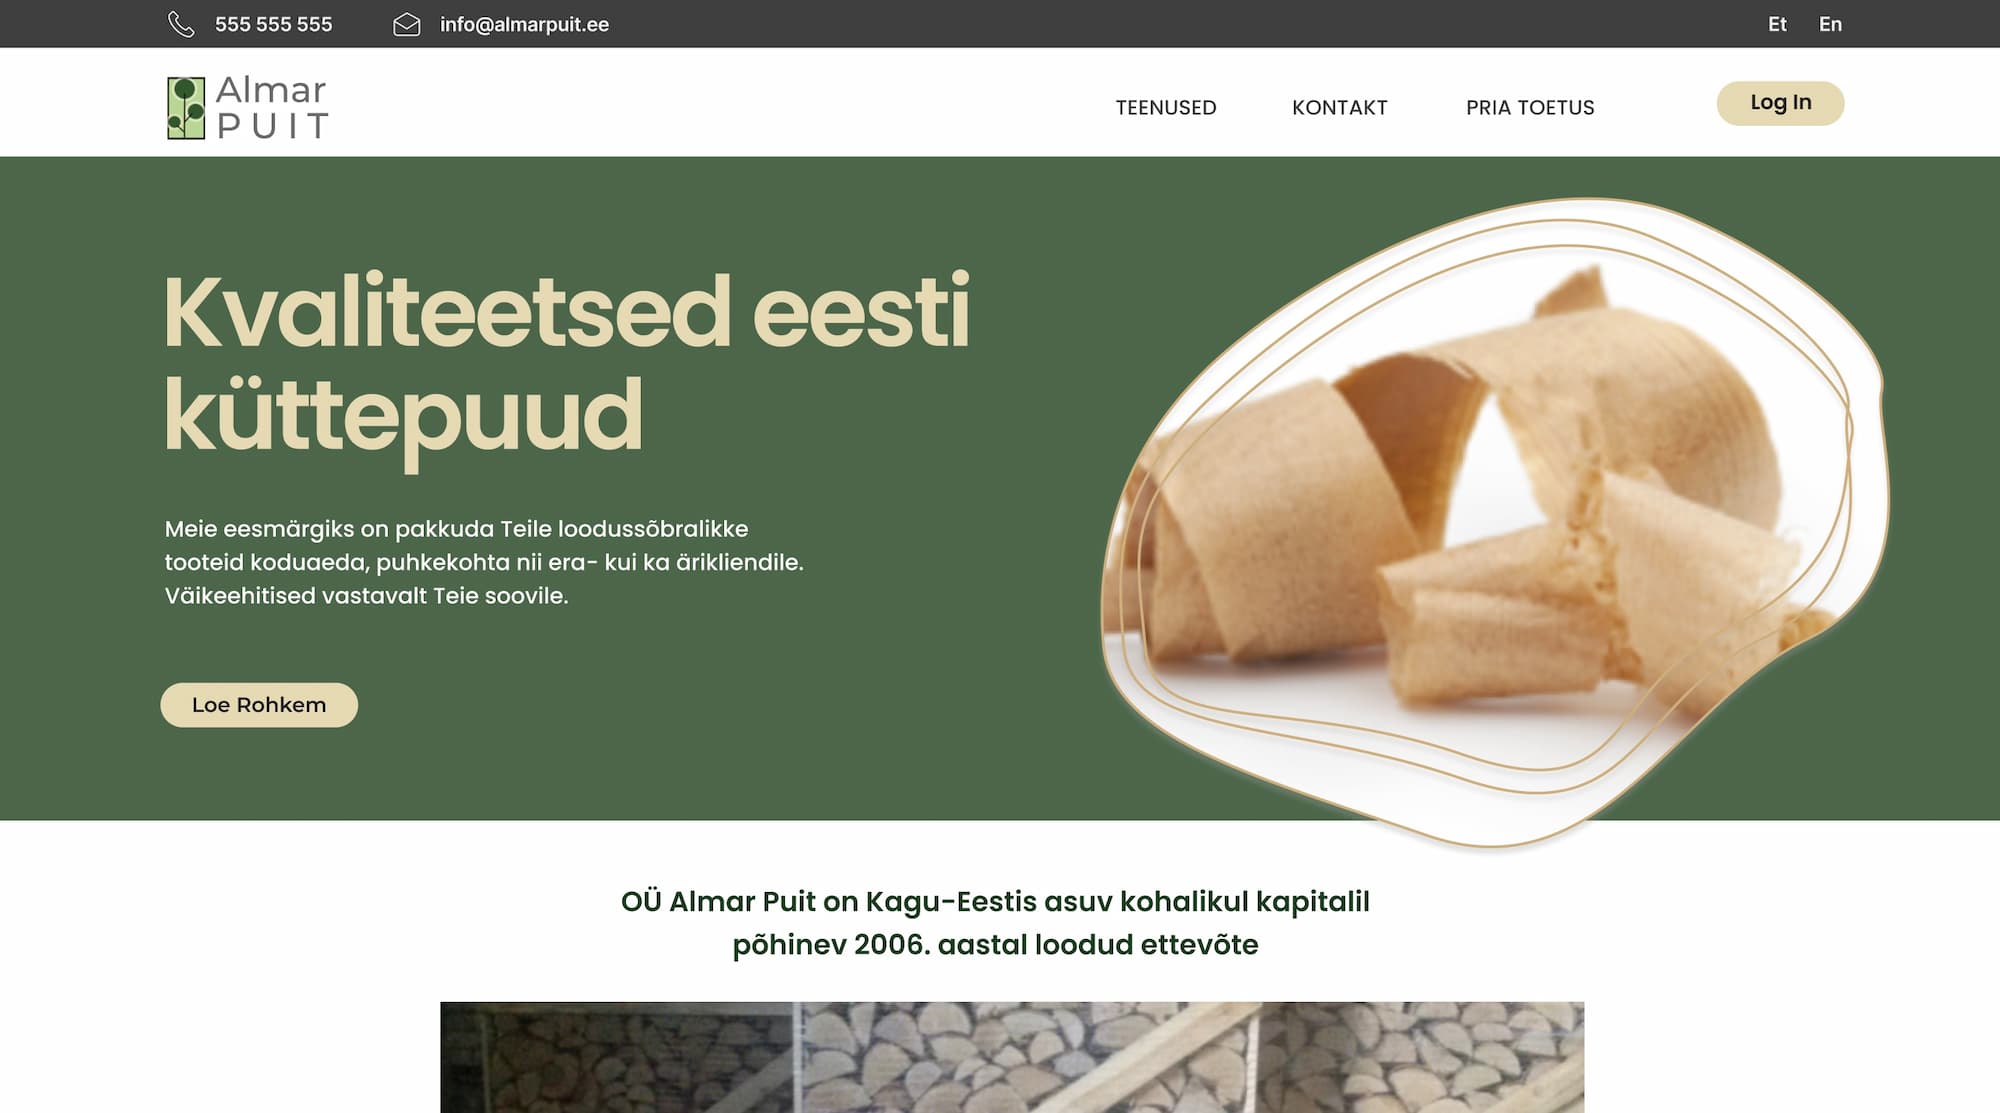 555 555 555
info@almarpuit.ee
Et
En
Almar
PUIT
TEENUSED
KONTAKT
PRIA TOETUS
Log In
Kvaliteetsed eesti
küttepuud
Meie eesmärgiks on pakkuda Teile loodussõbralikke
tooteid koduaeda, puhkekohta nii era- kui ka ärikliendile.
Väikeehitised vastavalt Teie soovile.
Loe Rohkem
OÜ Almar Puit on Kagu-Eestis asuv kohalikul kapitalil
põhinev 2006. aastal loodud ettevõte